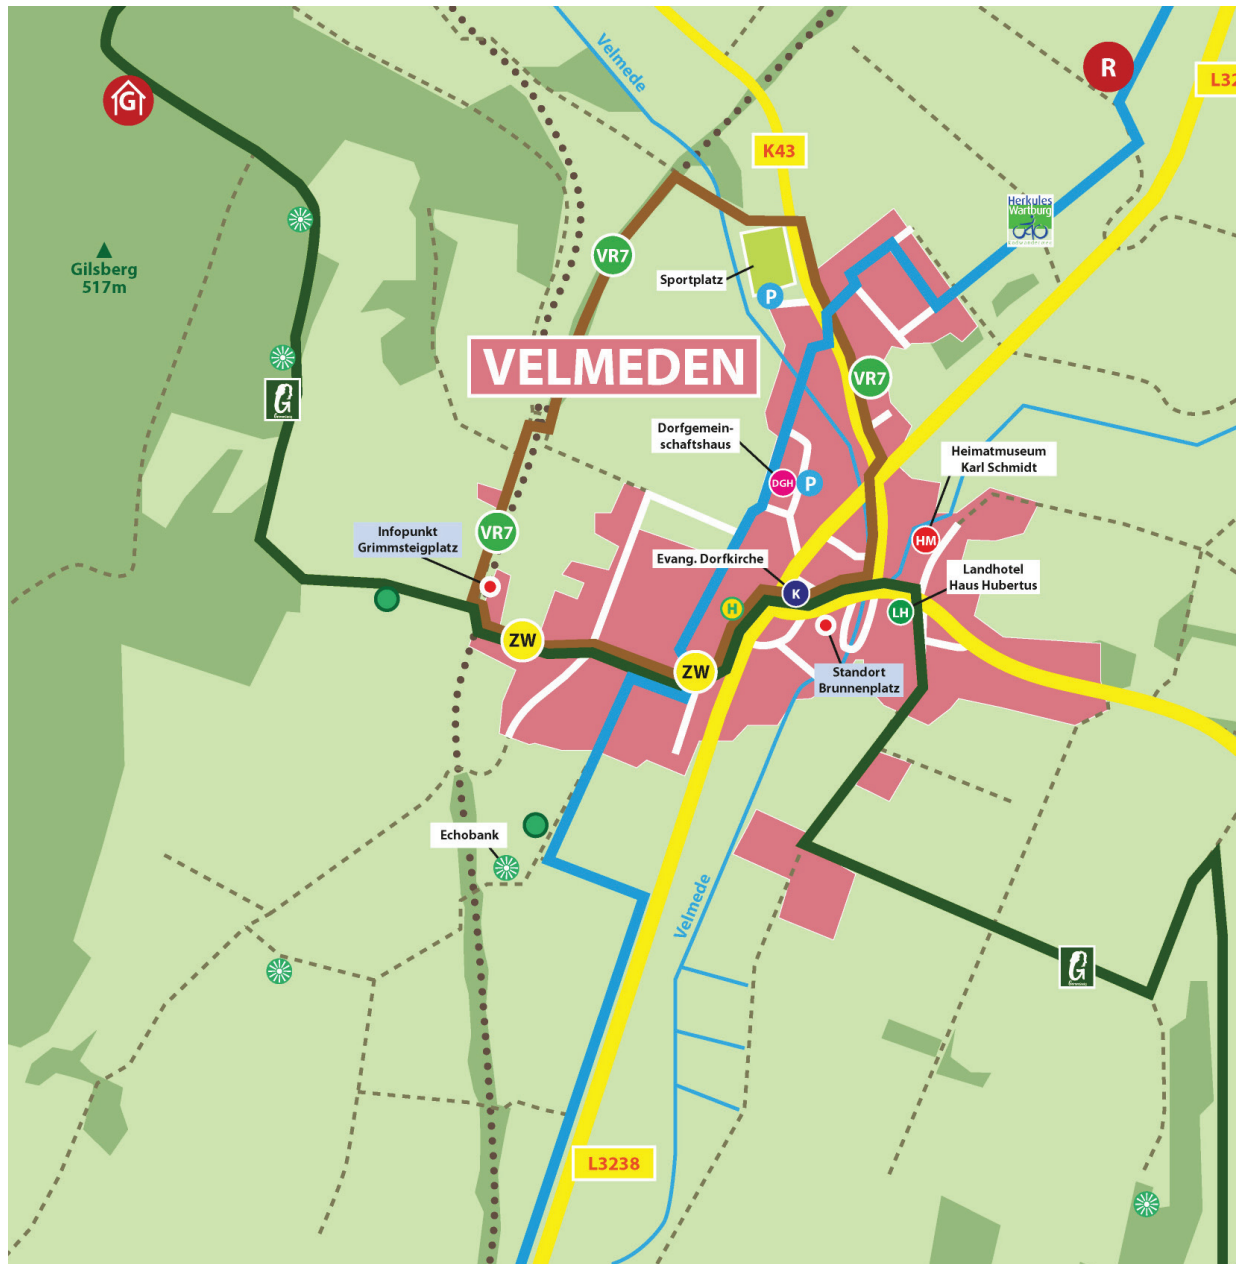 Velmede
G
R
L32
K43
Herkules
Wartburg
Gilsberg
517m
VR7
Sportplatz
P
VELMEDEN
VR7
G
Dorfgemein-
schaftshaus
DGH
P
Heimatmuseum
Karl Schmidt
Infopunkt
Grimmsteigplatz
VR7
HM
Evang. Dorfkirche
Landhotel
Haus Hubertus
K
H
LH
ZW
ZW
Standort
Brunnenplatz
Echobank
Velmede
G
L3238